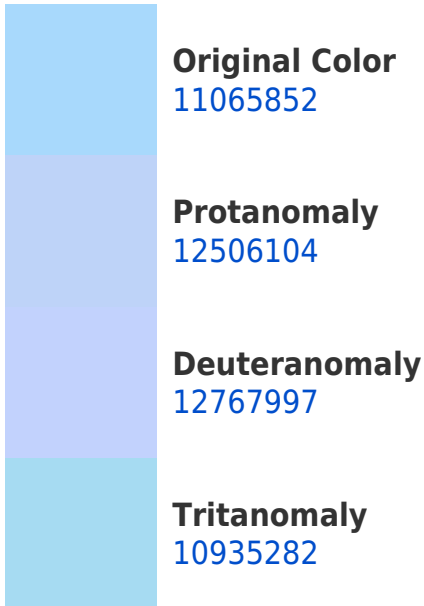 Original Color
11065852
Protanomaly
12506104
Deuteranomaly
12767997
Tritanomaly
10935282